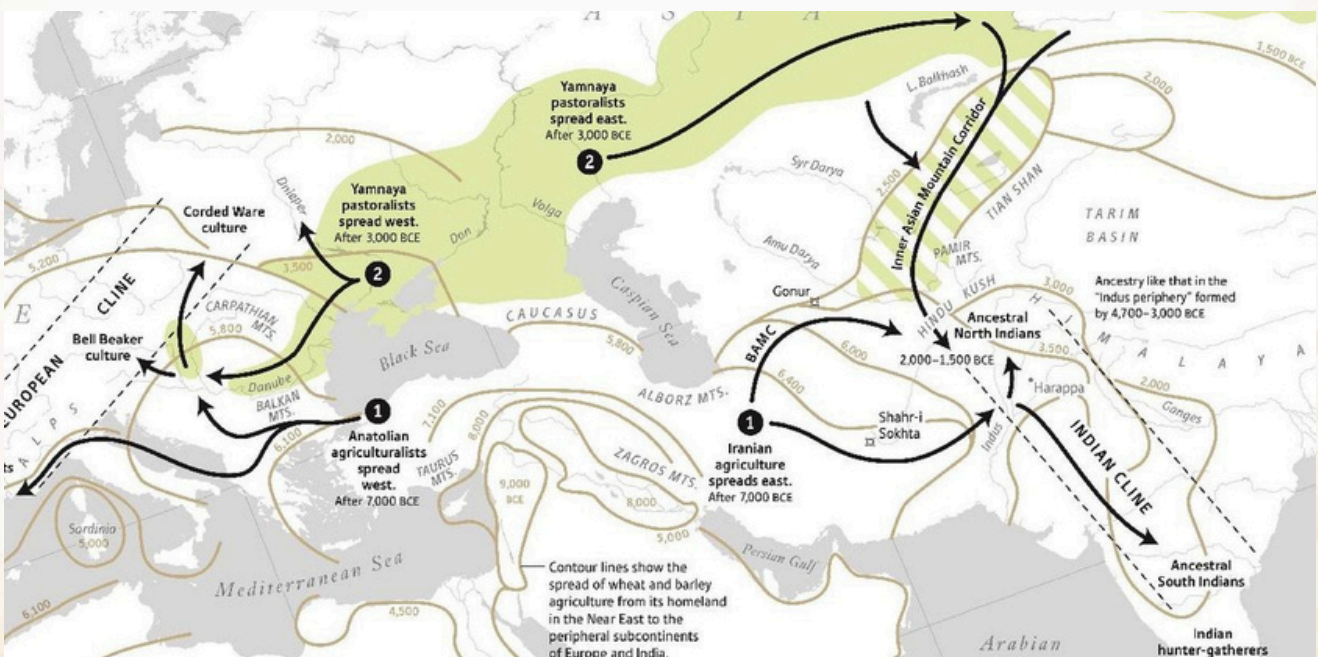 A S I A
Yamnaya
pastoralists
spread east.
After 3,000 BCE
2
L. Balkhash
1,500 BCE
2,000
2,000
Dnieper
Yamnaya
pastoralists
spread west.
After 3,000 BCE
2
Volga
Don
Syr Darya
2,500
Inner Asian Mountain Corridor
TIAN SHAN
TARIM
BASIN
Corded Ware
culture
5,200
3,500
CLINE
EUROPEAN
E
CARPATHIAN
MTS.
5,800
Bell Beaker
culture
Amu Darya
PAMIR
MTS.
Gonur
HINDU KUSH
3,000
Ancestry like that in the
"Indus periphery" formed
by 4,700–3,000 BCE
Caspian Sea
CAUCASUS
Black Sea
5,800
BAMC
6,000
Ancestral
North Indians
2,000–1,500 BCE
3,500
HIMALAYA
Danube
BALKAN
MTS.
ALPS
ALBORZ MTS.
6,400
Harappa
2,000
Ganges
1
Anatolian
agriculturalists
spread
west.
After 7,000 BCE
6,100
7,100
8,000
TAURUS
MTS.
1
Iranian
agriculture
spreads east.
After 7,000 BCE
Shahr-i
Sokhta
Indus
INDIAN CLINE
ts
ZAGROS MTS.
9,000
BCE
8,000
5,000
Sardinia
5,000
Mediterranean Sea
Persian Gulf
Contour lines show the
spread of wheat and barley
agriculture from its homeland
in the Near East to the
peripheral subcontinents
of Europe and India.
4,500
6,100
Ancestral
South Indians
Arabian
Indian
hunter-gatherers